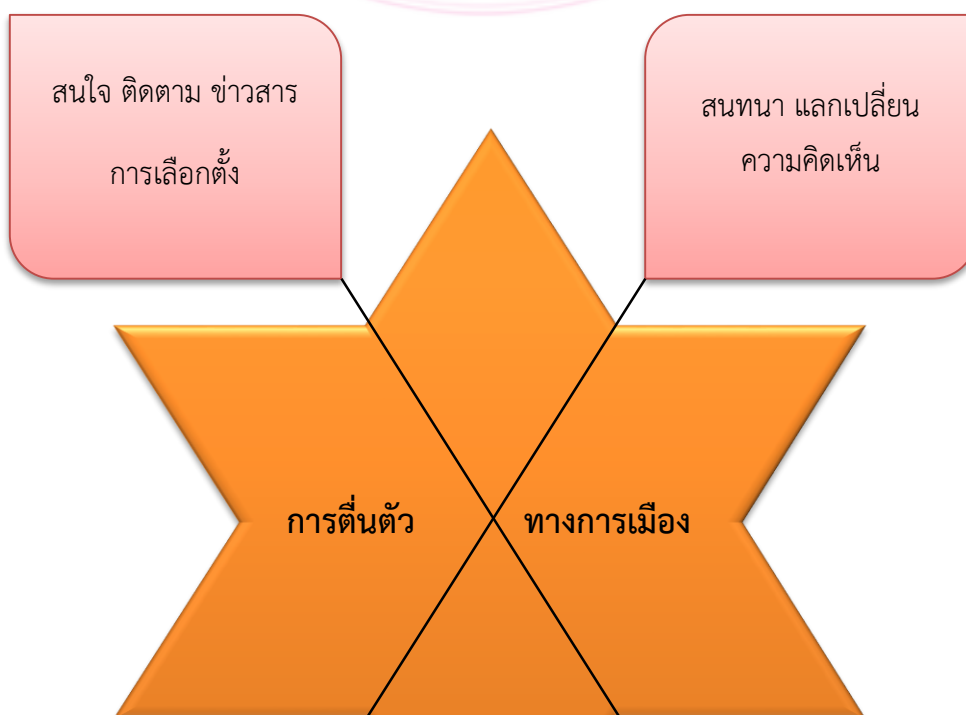 สนใจ ติดตาม ข่าวสาร
การเลือกตั้ง
สนทนา แลกเปลี่ยน
ความคิดเห็น
การตื่นตัว ทางการเมือง